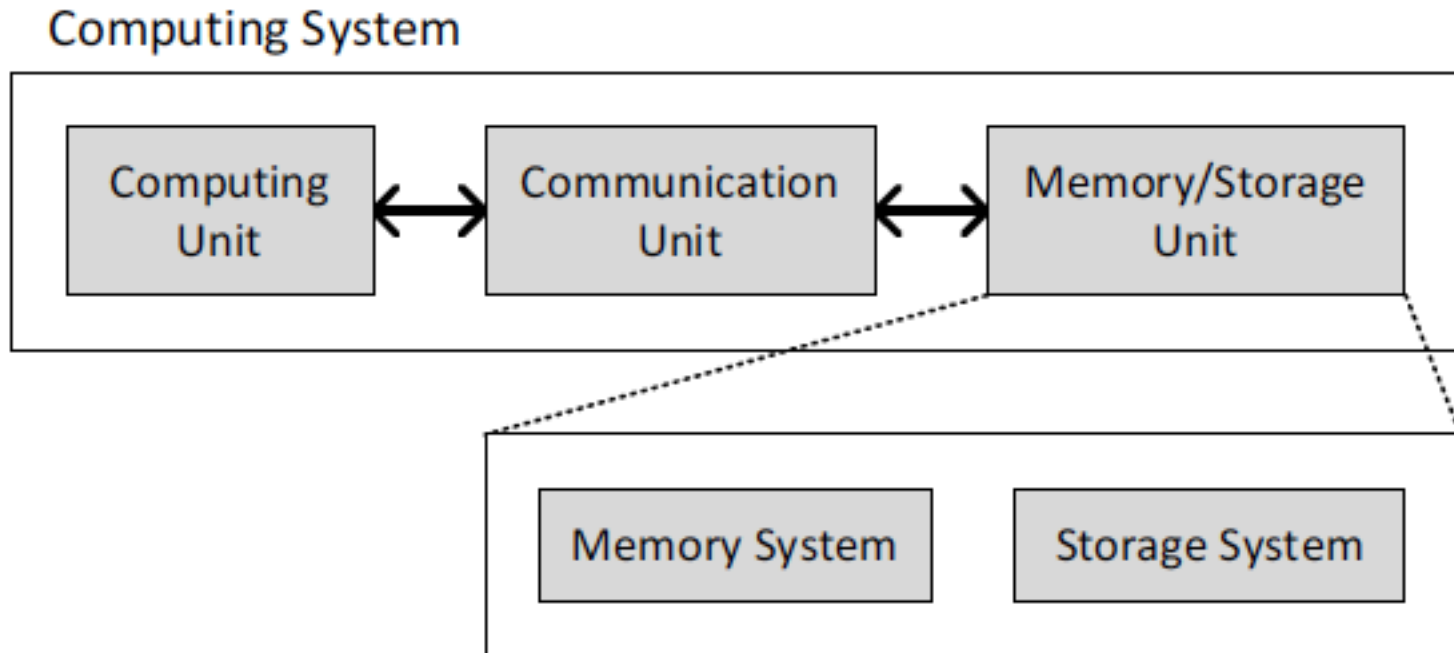 Computing System
Computing
Unit
Communication
Unit
Memory/Storage
Unit
Memory System
Storage System